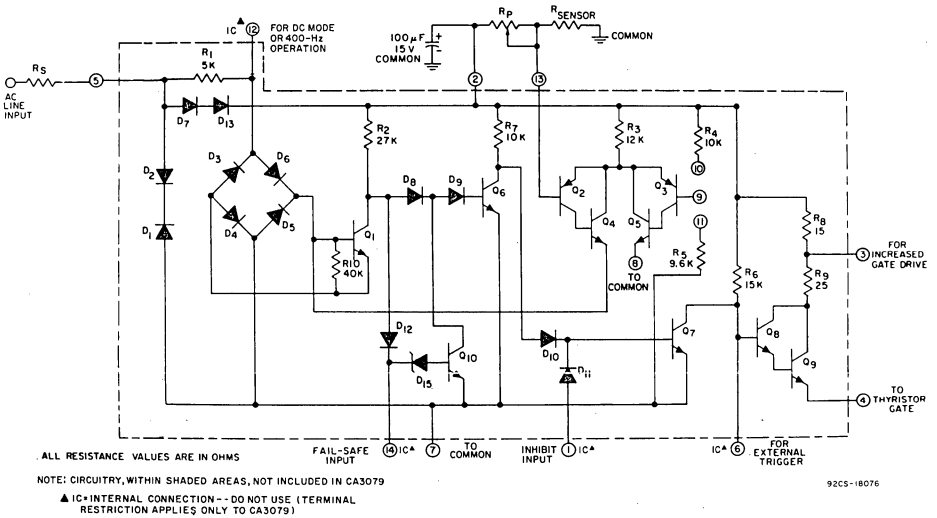 IC▲ 12 FOR DC MODE
OR 400-Hz
OPERATION
100 μF
15 V
COMMON
+
-
RP
RSENSOR
COMMON
RS
5
R1
5K
2
13
AC
LINE
INPUT
D7
D13
R2
27K
R7
10K
R3
12K
R4
10K
10
D2
D3
D6
D8
D9
Q6
Q2
Q3
9
D1
D4
D5
Q1
Q4
Q5
11
R8
15
3
FOR
INCREASED
GATE DRIVE
R10
40K
8
TO
COMMON
R5
9.6K
R6
15K
R9
25
D12
D15
Q10
D10
D11
Q7
Q8
Q9
4
TO
THYRISTOR
GATE
. ALL RESISTANCE VALUES ARE IN OHMS
FAIL-SAFE
INPUT
14 IC▲
7
TO
COMMON
INHIBIT
INPUT
1 IC▲
IC▲ 6
FOR
EXTERNAL
TRIGGER
NOTE: CIRCUITRY, WITHIN SHADED AREAS, NOT INCLUDED IN CA3079
92CS-18076
▲ IC=INTERNAL CONNECTION--DO NOT USE (TERMINAL
RESTRICTION APPLIES ONLY TO CA3079)